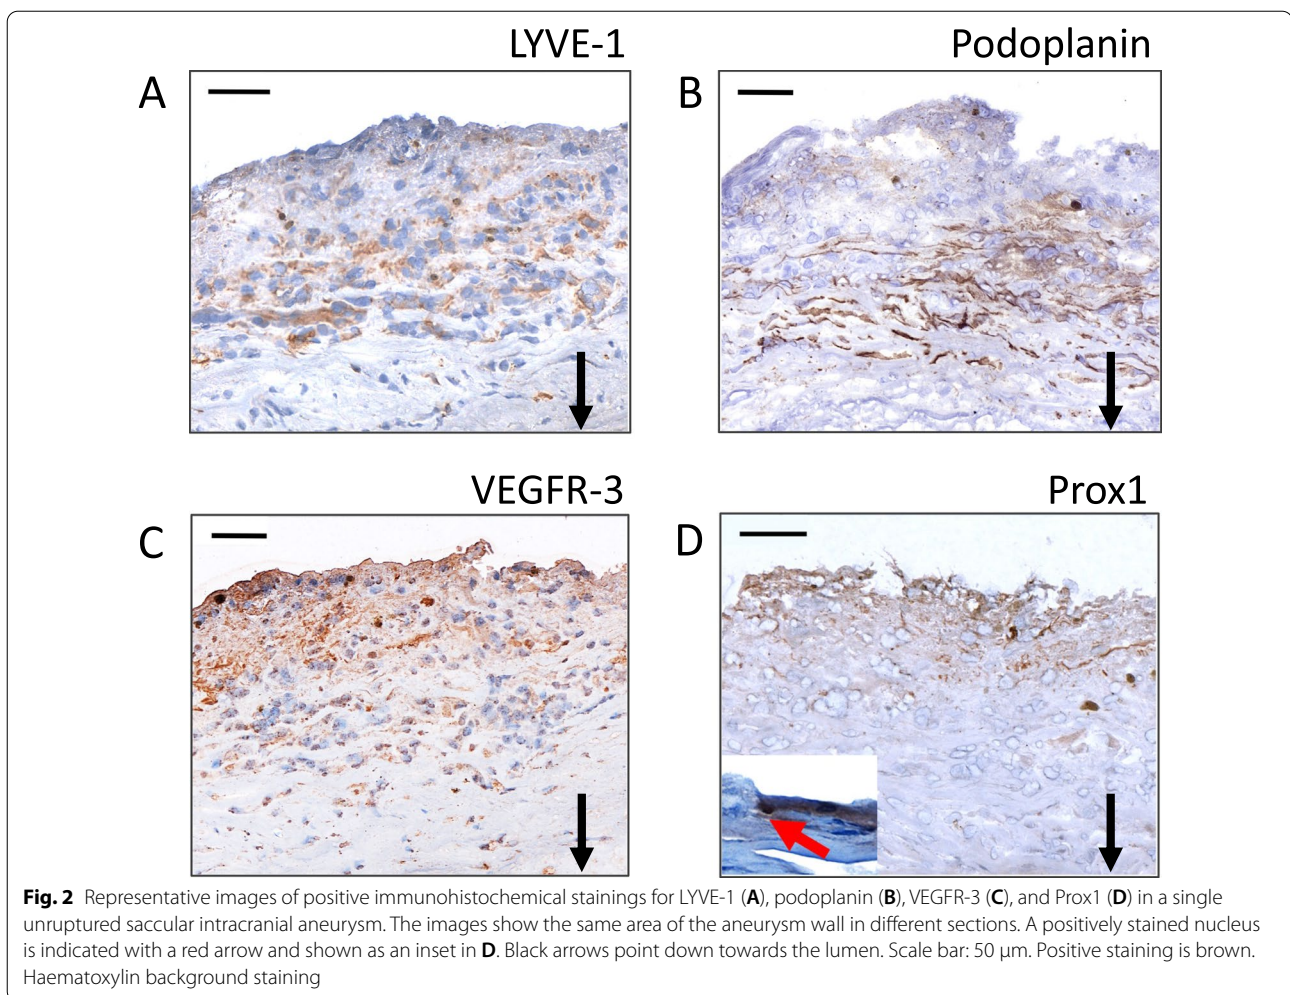 LYVE-1
Podoplanin
A
B
VEGFR-3
Prox1
C
D
Fig. 2 Representative images of positive immunohistochemical stainings for LYVE-1 (A), podoplanin (B), VEGFR-3 (C), and Prox1 (D) in a single
unruptured saccular intracranial aneurysm. The images show the same area of the aneurysm wall in different sections. A positively stained nucleus
is indicated with a red arrow and shown as an inset in D. Black arrows point down towards the lumen. Scale bar: 50 μm. Positive staining is brown.
Haematoxylin background staining